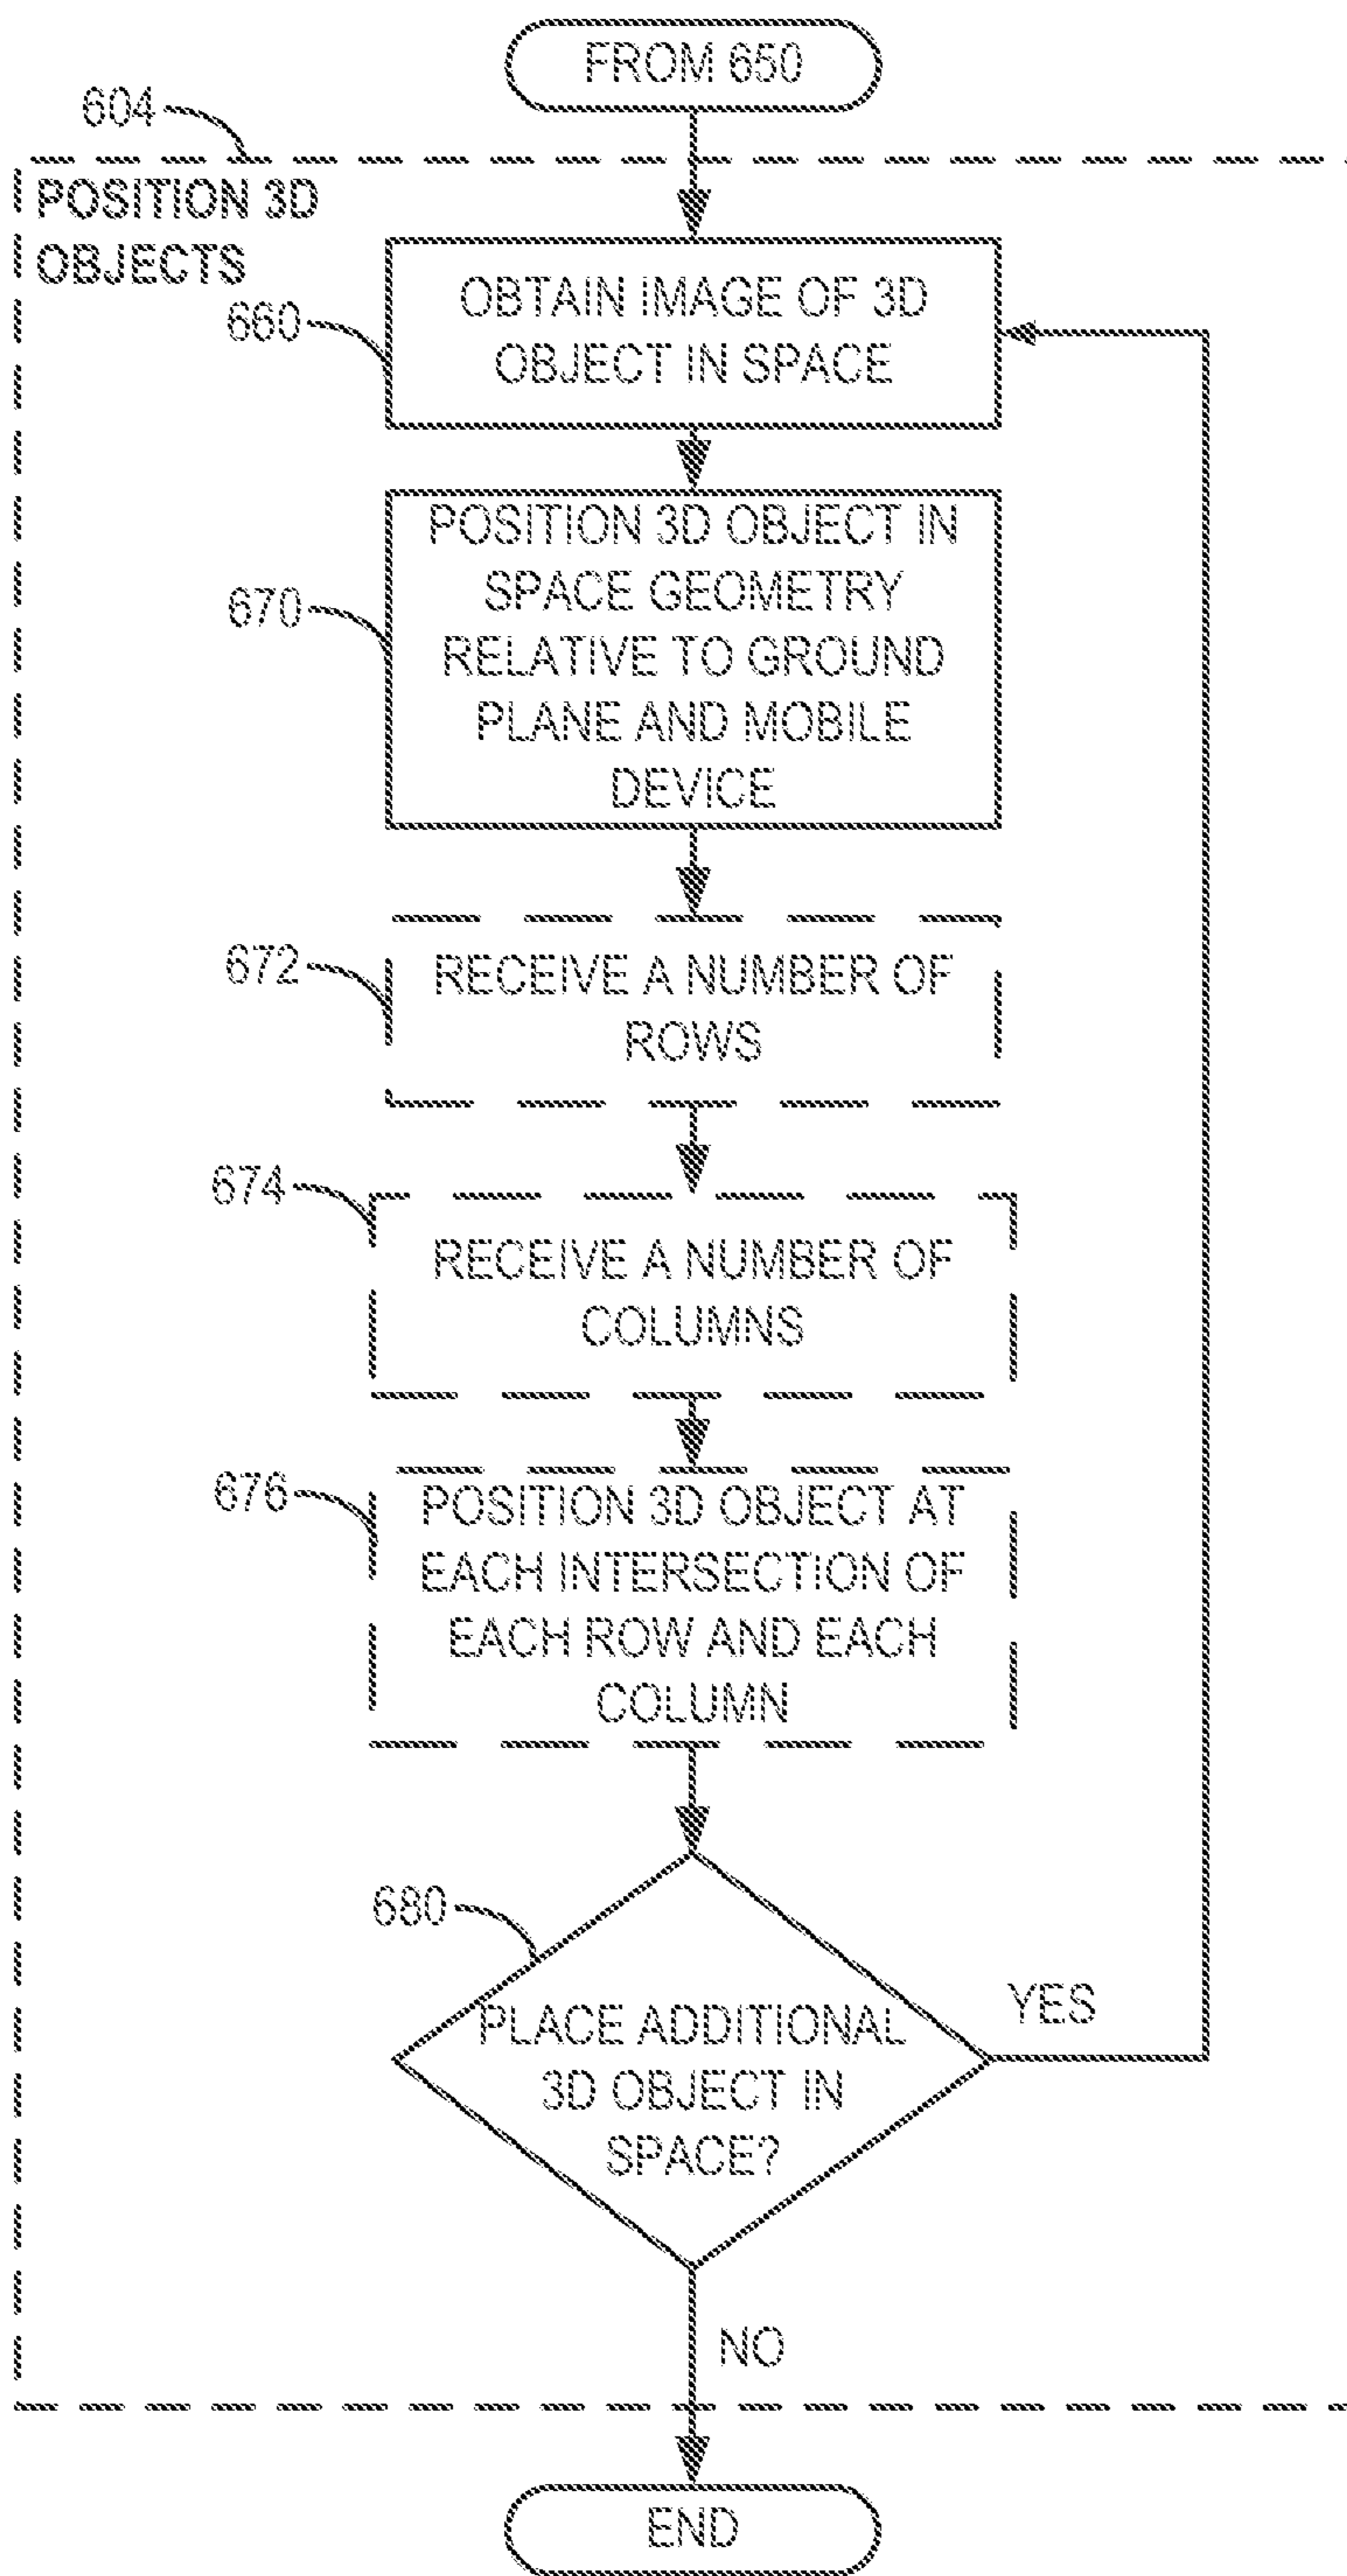 FROM 650
604
POSITION 3D
OBJECTS
660
OBTAIN IMAGE OF 3D
OBJECT IN SPACE
670
POSITION 3D OBJECT IN
SPACE GEOMETRY
RELATIVE TO GROUND
PLANE AND MOBILE
DEVICE
672
RECEIVE A NUMBER OF
ROWS
674
RECEIVE A NUMBER OF
COLUMNS
676
POSITION 3D OBJECT AT
EACH INTERSECTION OF
EACH ROW AND EACH
COLUMN
680
PLACE ADDITIONAL
3D OBJECT IN
SPACE?
YES
NO
END